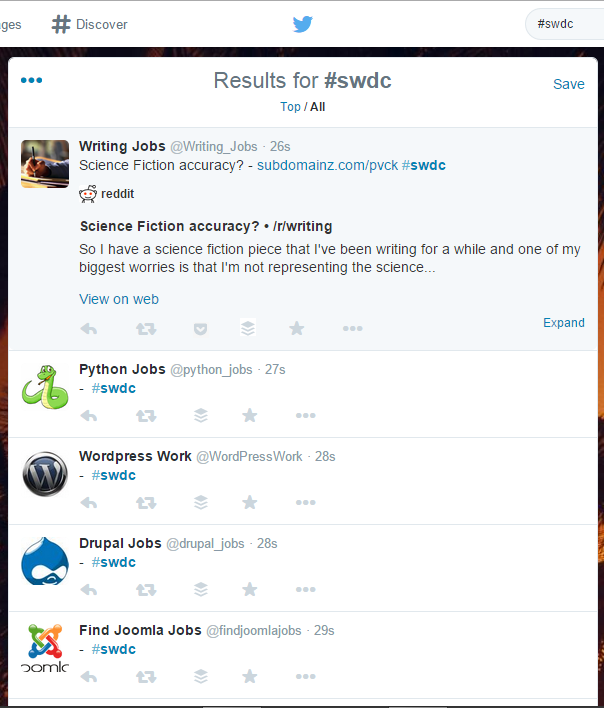 ges # Discover #swdc
Results for #swdc Save
Top / All
Writing Jobs @Writing_Jobs · 26s
Science Fiction accuracy? - subdomainz.com/pvck #swdc
reddit
Science Fiction accuracy? • /r/writing
So I have a science fiction piece that I've been writing for a while and one of my
biggest worries is that I'm not representing the science...
View on web
Expand
Python Jobs @python_jobs · 27s
- #swdc
Wordpress Work @WordPressWork · 28s
- #swdc
Drupal Jobs @drupal_jobs · 28s
- #swdc
Find Joomla Jobs @findjoomlajobs · 29s
- #swdc